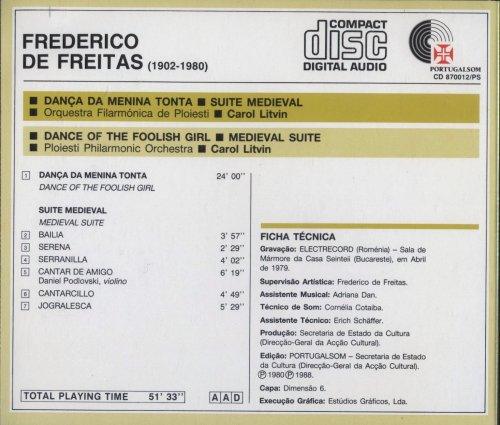 FREDERICO
DE FREITAS (1902-1980)
COMPACT
disc
DIGITAL AUDIO
PORTUGALSOM
CD 870012/PS
■ DANÇA DA MENINA TONTA ■ SUITE MEDIEVAL
■ Orquestra Filarmónica de Ploiesti ■ Carol Litvin
■ DANCE OF THE FOOLISH GIRL ■ MEDIEVAL SUITE
■ Ploiesti Philarmonic Orchestra ■ Carol Litvin
1 DANÇA DA MENINA TONTA 24' 00''
DANCE OF THE FOOLISH GIRL
SUITE MEDIEVAL
MEDIEVAL SUITE
2 BAILIA 3' 57''
3 SERENA 2' 29''
4 SERRANILLA 4' 02''
5 CANTAR DE AMIGO 6' 19''
Daniel Podlovski, violino
6 CANTARCILLO 4' 49''
7 JOGRALESCA 5' 29''
TOTAL PLAYING TIME 51' 33'' A A D
FICHA TÉCNICA
Gravação: ELECTRECORD (Roménia) – Sala de
Mármore da Casa Seinteii (Bucareste), em Abril
de 1979.
Supervisão Artística: Frederico de Freitas.
Assistente Musical: Adriana Dan.
Técnico de Som: Cornélia Cotaiba.
Assistente Técnico: Erich Schäffer.
Produção: Secretaria de Estado da Cultura
(Direcção-Geral da Acção Cultural).
Edição: PORTUGALSOM – Secretaria de Estado
da Cultura (Direcção-Geral da Acção Cultural).
Ⓟ 1980 Ⓟ 1988.
Capa: Dimensão 6.
Execução Gráfica: Estúdios Gráficos, Lda.